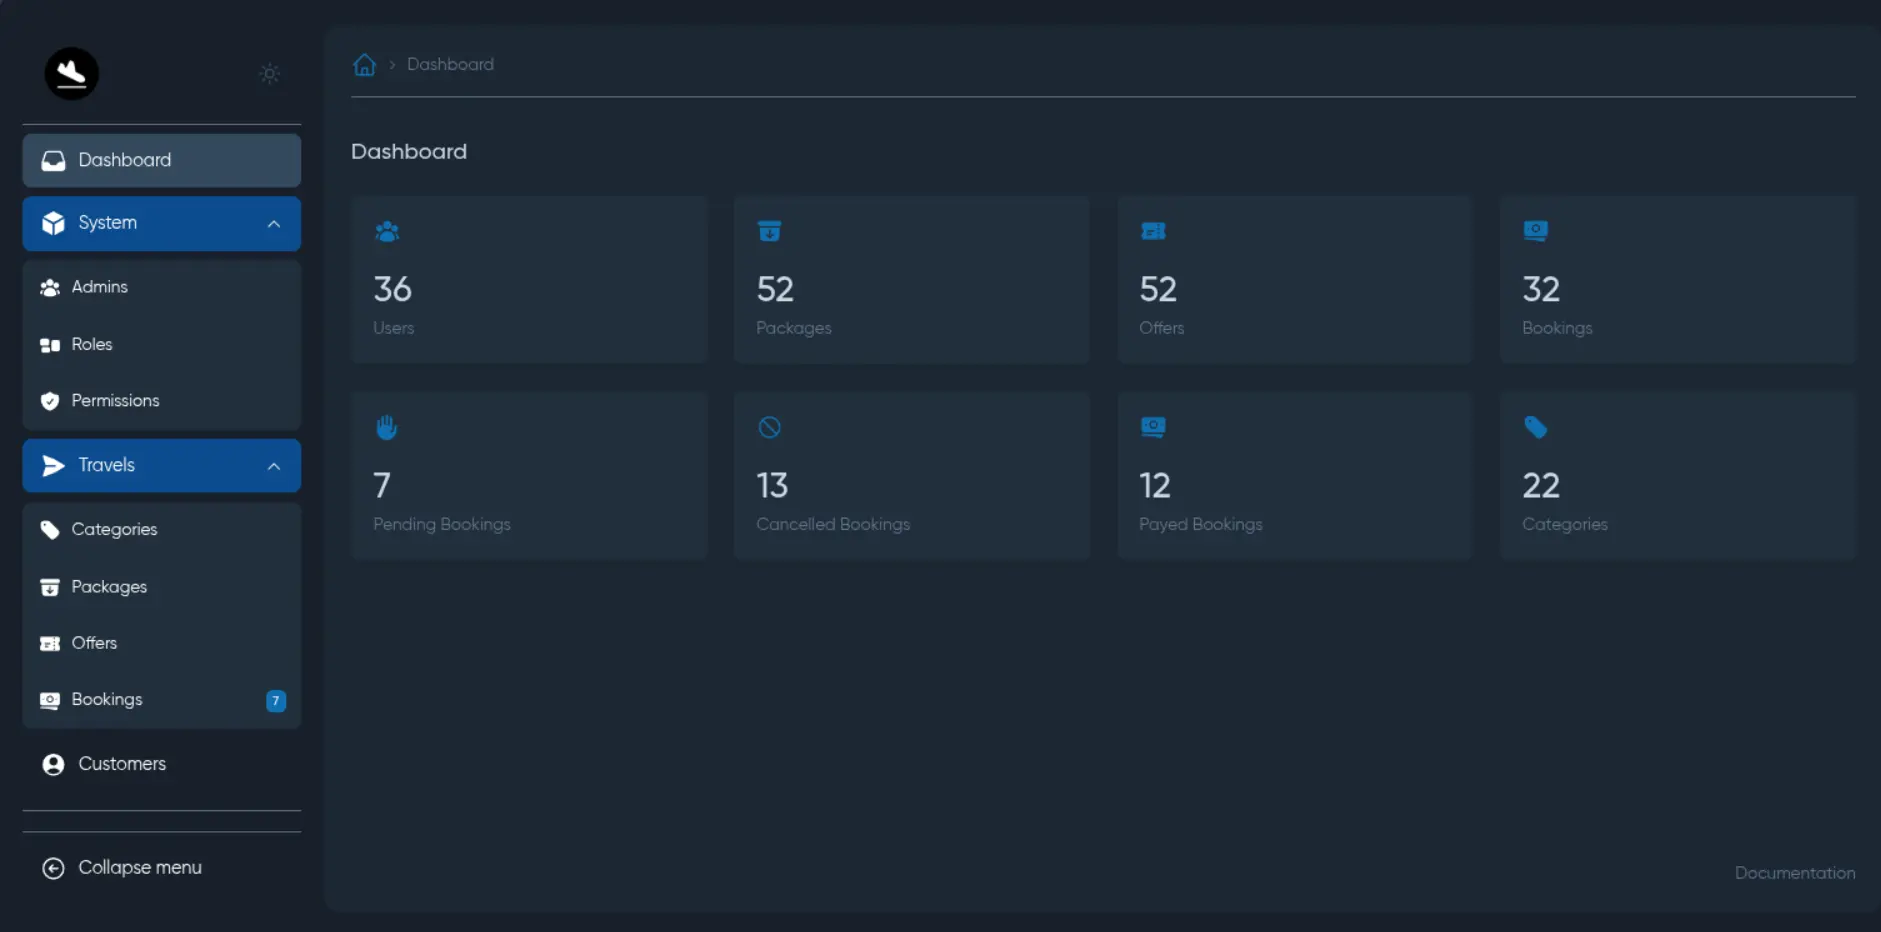 Dashboard
System
Admins
Roles
Permissions
Travels
Categories
Packages
Offers
Bookings 7
Customers
Collapse menu
Dashboard
Dashboard
36
Users
52
Packages
52
Offers
32
Bookings
7
Pending Bookings
13
Cancelled Bookings
12
Payed Bookings
22
Categories
Documentation